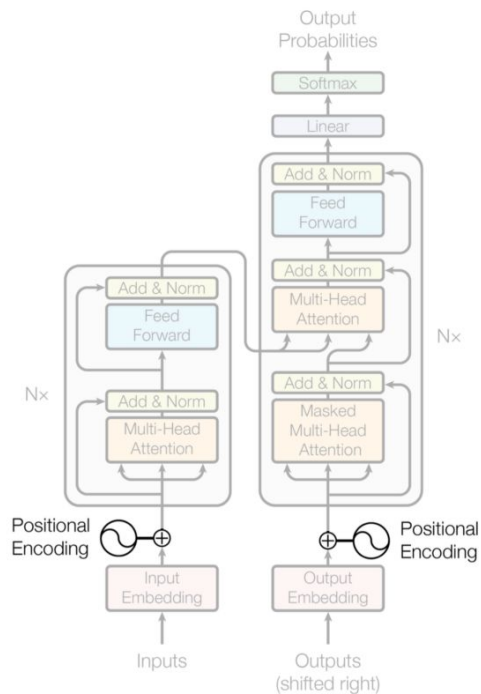 Output
Probabilities
Softmax
Linear
Add & Norm
Feed
Forward
Add & Norm
Multi-Head
Attention
Add & Norm
Masked
Multi-Head
Attention
Nx
Add & Norm
Feed
Forward
Add & Norm
Multi-Head
Attention
Nx
Positional
Encoding
Positional
Encoding
Input
Embedding
Output
Embedding
Inputs
Outputs
(shifted right)